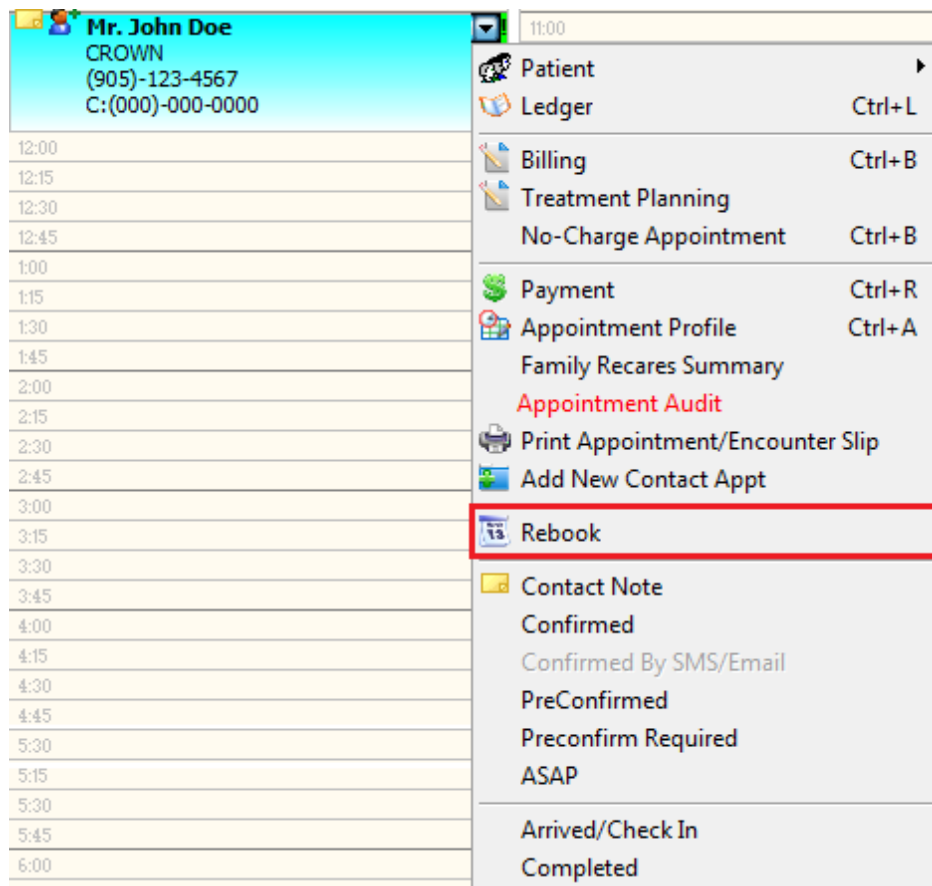 Mr. John Doe
CROWN
(905)-123-4567
C:(000)-000-0000
12:00
12:15
12:30
12:45
1:00
1:15
1:30
1:45
2:00
2:15
2:30
2:45
3:00
3:15
3:30
3:45
4:00
4:15
4:30
4:45
5:30
5:15
5:30
5:45
6:00
11:00
Patient
Ledger Ctrl+L
Billing Ctrl+B
Treatment Planning
No-Charge Appointment Ctrl+B
Payment Ctrl+R
Appointment Profile Ctrl+A
Family Recares Summary
Appointment Audit
Print Appointment/Encounter Slip
Add New Contact Appt
Rebook
Contact Note
Confirmed
Confirmed By SMS/Email
PreConfirmed
Preconfirm Required
ASAP
Arrived/Check In
Completed